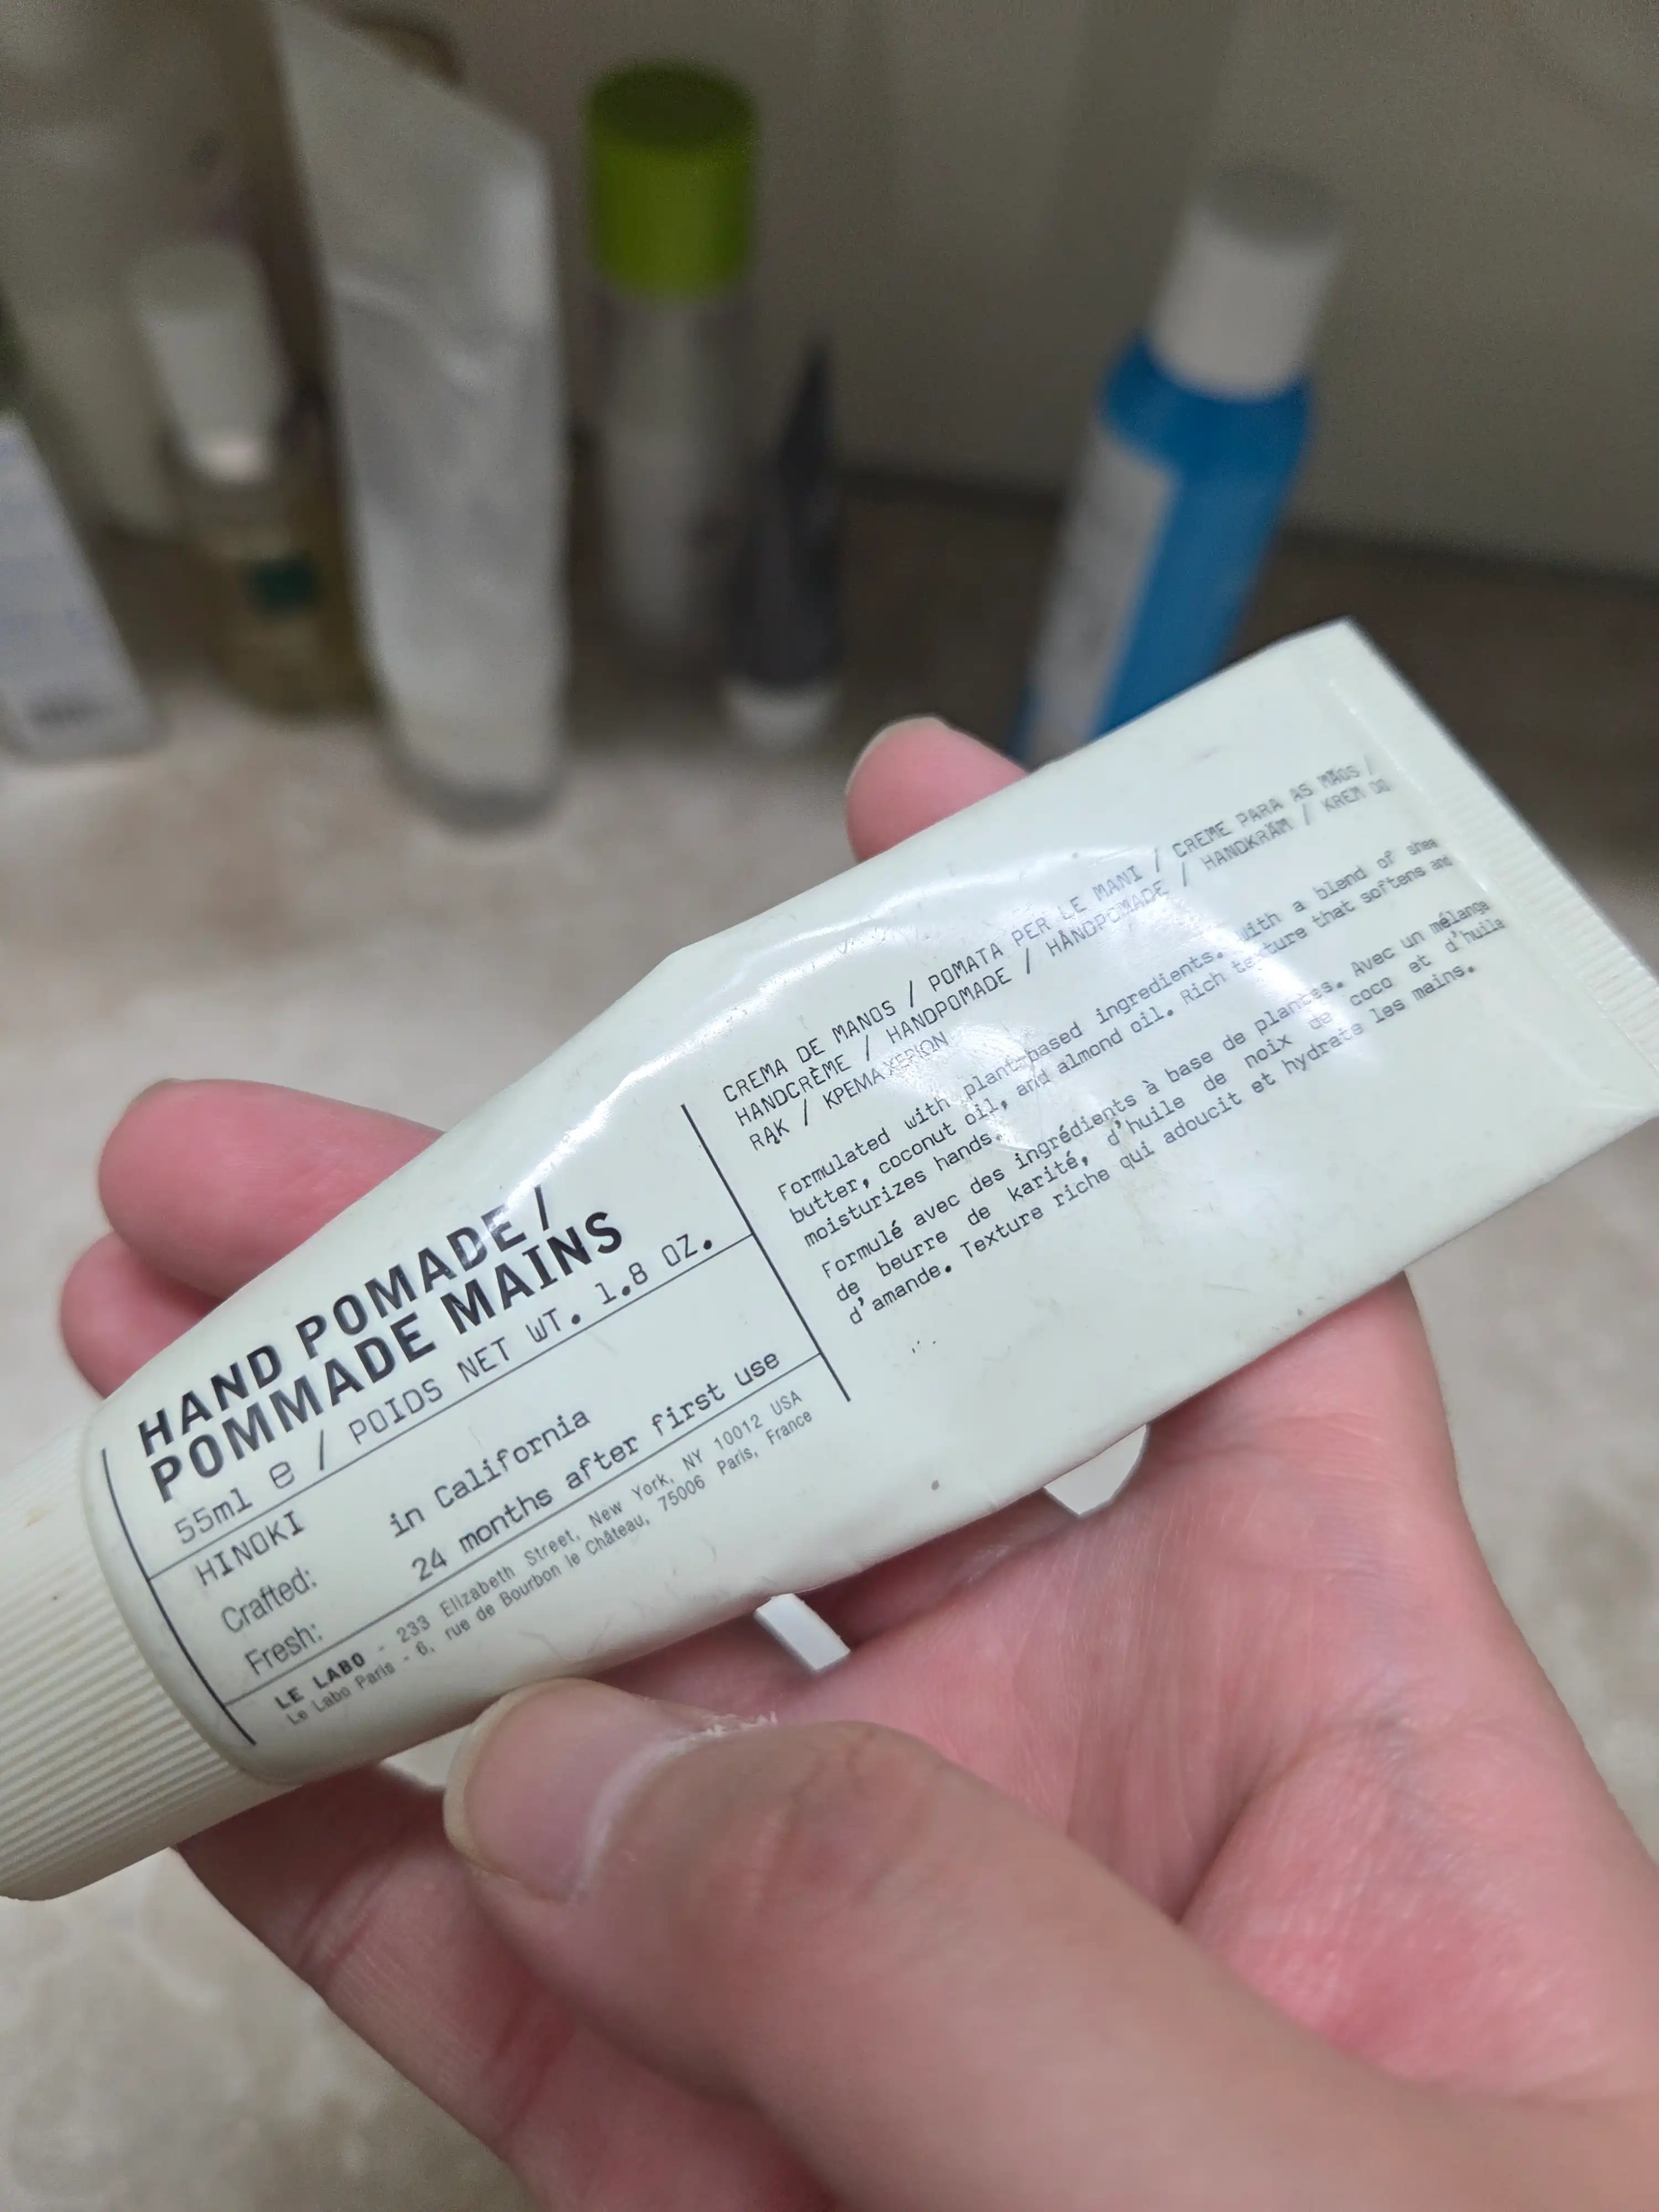 HAND POMADE /
POMMADE MAINS
55ml e / POIDS NET WT. 1.8 OZ.
HINOKI
Crafted: in California
Fresh: 24 months after first use
LE LABO - 233 Elizabeth Street, New York, NY 10012 USA
Le Labo Paris - 6, rue de Bourbon le Château, 75006 Paris, France
CREMA DE MANOS / POMATA PER LE MANI / CREME PARA AS MÃOS /
HANDCRÈME / HANDPOMADE / HÅNDPOMADE / HANDKRÄM / KREM DO
RĄK / ΚΡΕΜΑ ΧΕΡΙΩΝ
Formulated with plant-based ingredients. With a blend of shea
butter, coconut oil, and almond oil. Rich texture that softens and
moisturizes hands.
Formulé avec des ingrédients à base de plantes. Avec un mélange
de beurre de karité, d'huile de noix de coco et d'huile
d'amande. Texture riche qui adoucit et hydrate les mains.